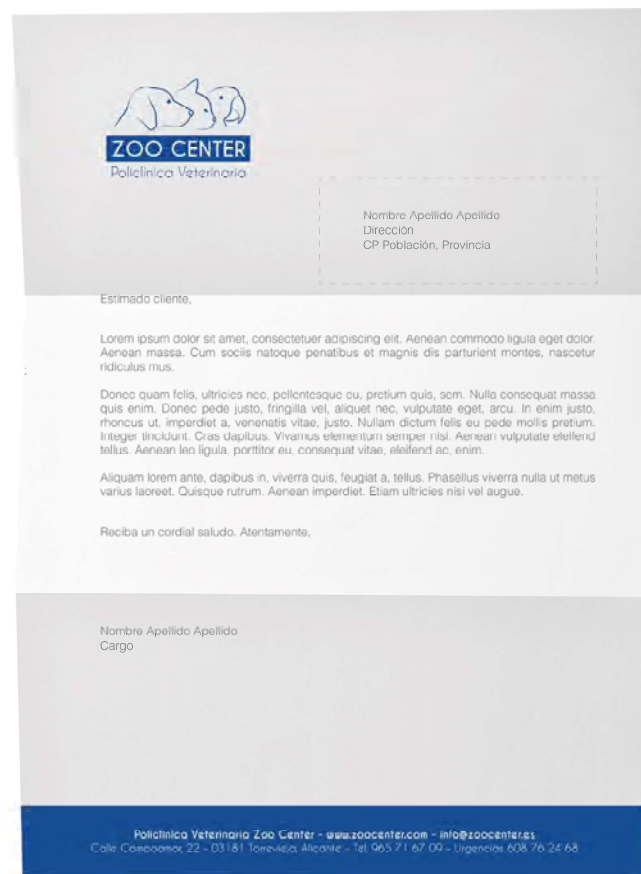 ZOO CENTER
Policlínica Veterinaria
Nombre Apellido Apellido
Dirección
CP Población, Provincia
Estimado cliente,
Lorem ipsum dolor sit amet, consectetuer adipiscing elit. Aenean commodo ligula eget dolor.
Aenean massa. Cum sociis natoque penatibus et magnis dis parturient montes, nascetur
ridiculus mus.
Donec quam felis, ultricies nec, pellentesque eu, pretium quis, sem. Nulla consequat massa
quis enim. Donec pede justo, fringilla vel, aliquet nec, vulputate eget, arcu. In enim justo,
rhoncus ut, imperdiet a, venenatis vitae, justo. Nullam dictum felis eu pede mollis pretium.
Integer tincidunt. Cras dapibus. Vivamus elementum semper nisi. Aenean vulputate eleifend
tellus. Aenean leo ligula, porttitor eu, consequat vitae, eleifend ac, enim.
Aliquam lorem ante, dapibus in, viverra quis, feugiat a, tellus. Phasellus viverra nulla ut metus
varius laoreet. Quisque rutrum. Aenean imperdiet. Etiam ultricies nisi vel augue.
Reciba un cordial saludo. Atentamente,
Nombre Apellido Apellido
Cargo
Policlínica Veterinaria Zoo Center - www.zoocenter.com - info@zoocenter.es
Calle Campoamor, 22 - 03181 Torrevieja, Alicante - Tel. 965 71 67 09 - Urgencias 608 76 24 68